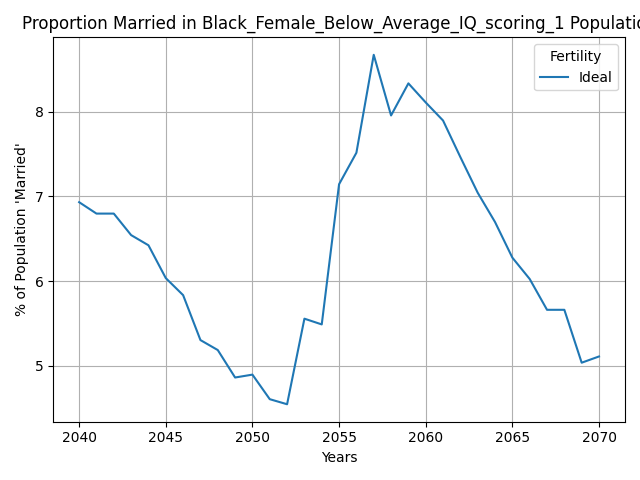 Proportion Married in Black_Female_Below_Average_IQ_scoring_1 Populatio
Fertility
Ideal
8
7
6
5
% of Population 'Married'
2040 2045 2050 2055 2060 2065 2070
Years